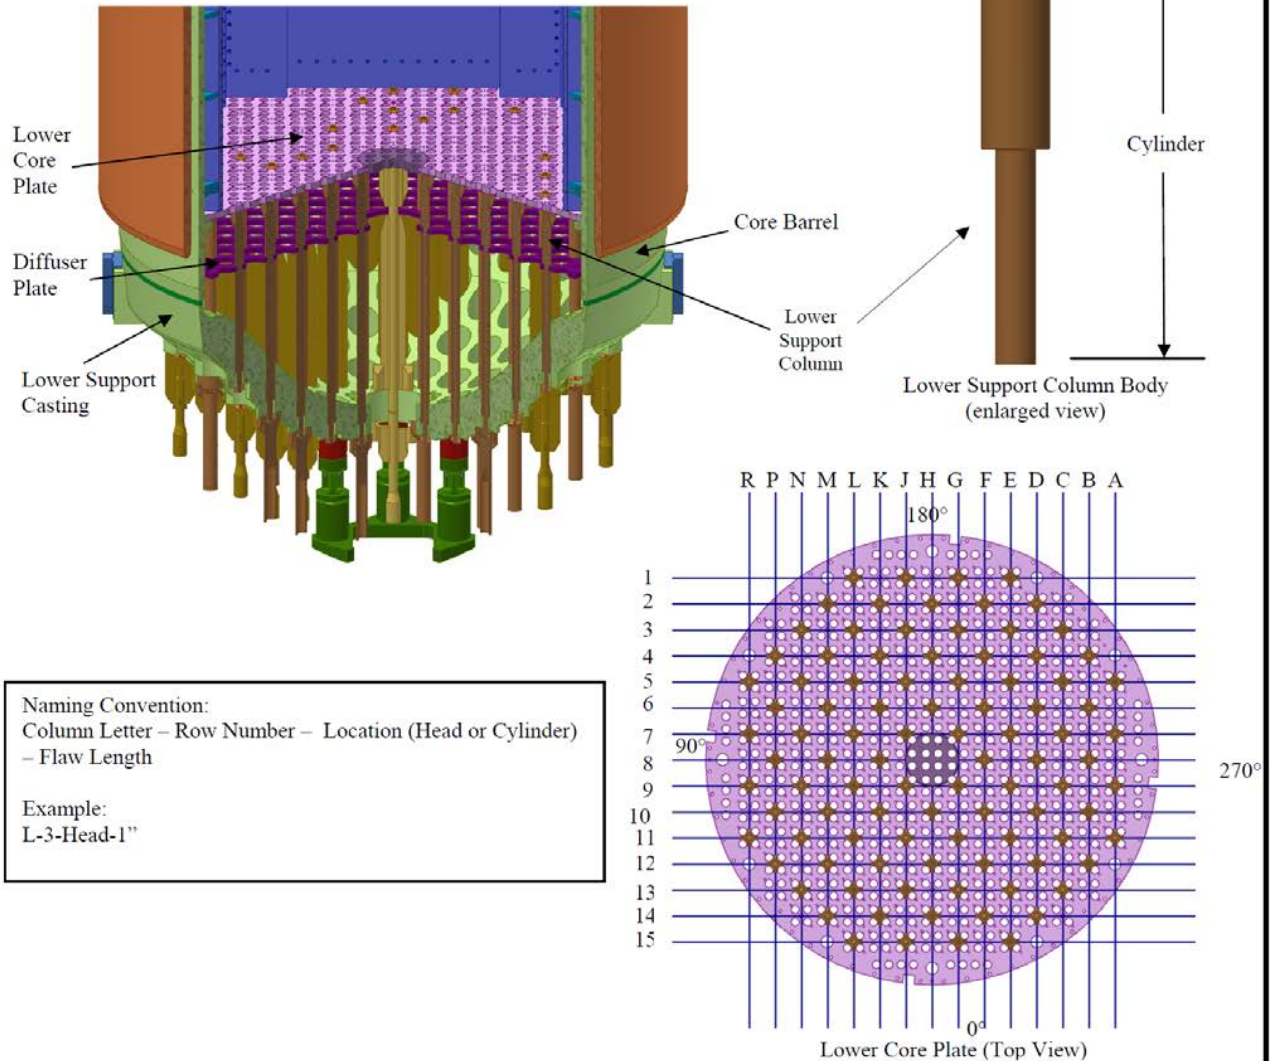 Lower
Core
Plate
Diffuser
Plate
Lower Support
Casting
Core Barrel
Lower
Support
Column
Cylinder
Lower Support Column Body
(enlarged view)
Naming Convention:
Column Letter – Row Number –  Location (Head or Cylinder)
– Flaw Length
Example:
L-3-Head-1”
R P N M L K J H G F E D C B A
180°
1
2
3
4
5
6
7
90°
8
270°
9
10
11
12
13
14
15
0°
Lower Core Plate (Top View)